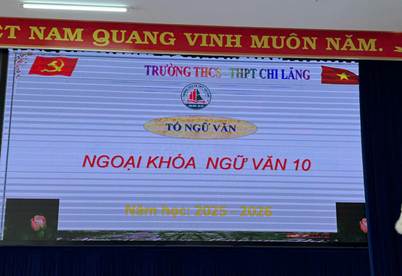 ỆT NAM QUANG VINH MUÔN NĂM.
TRƯỜNG THCS - THPT CHI LĂNG
TỔ NGỮ VĂN
NGOẠI KHÓA NGỮ VĂN 10
Năm học: 2025 - 2026